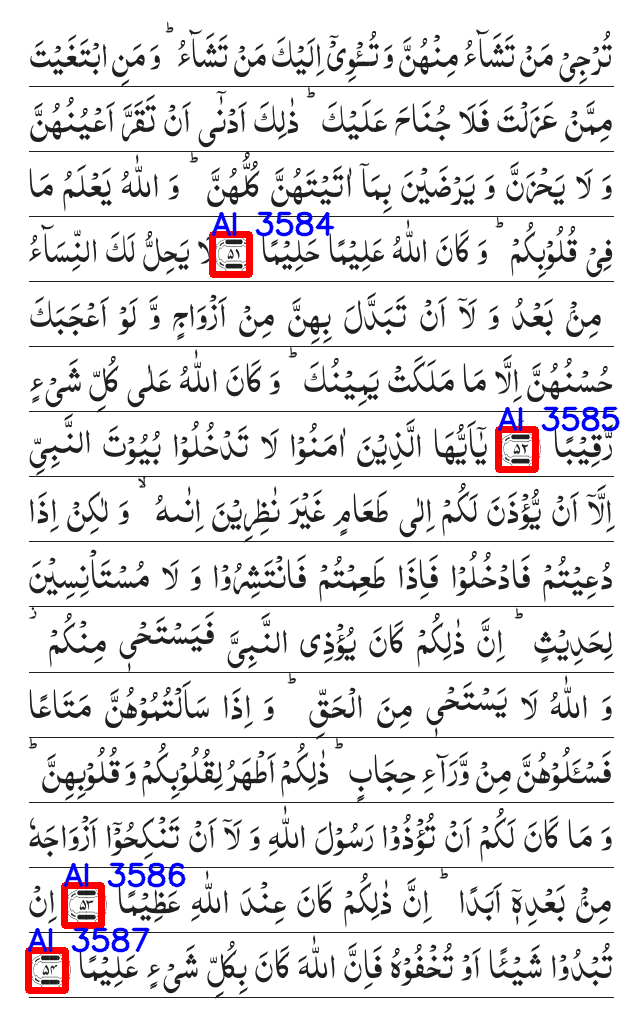 تُرۡجِیۡ مَنۡ تَشَآءُ مِنۡہُنَّ وَ تُـــٔۡوِیۡۤ اِلَیۡکَ مَنۡ تَشَآءُ ؕ وَ مَنِ ابۡتَغَیۡتَ
مِمَّنۡ عَزَلۡتَ فَلَا جُنَاحَ عَلَیۡکَ ؕ ذٰلِکَ اَدۡنٰۤی اَنۡ تَقَرَّ اَعۡیُنُہُنَّ
وَ لَا یَحۡزَنَّ وَ یَرۡضَیۡنَ بِمَاۤ اٰتَیۡتَہُنَّ کُلُّہُنَّ ؕ وَ اللّٰہُ یَعۡلَمُ مَا
AI 3584
فِیۡ قُلُوۡبِکُمۡ ؕ وَ کَانَ اللّٰہُ عَلِیۡمًا حَلِیۡمًا ﴿۵۱﴾ لَا یَحِلُّ لَکَ النِّسَآءُ
مِنۡۢ بَعۡدُ وَ لَاۤ اَنۡ تَبَدَّلَ بِہِنَّ مِنۡ اَزۡوَاجٍ وَّ لَوۡ اَعۡجَبَکَ
حُسۡنُہُنَّ اِلَّا مَا مَلَکَتۡ یَمِیۡنُکَ ؕ وَ کَانَ اللّٰہُ عَلٰی کُلِّ شَیۡءٍ
AI 3585
رَّقِیۡبًا ﴿۵۲﴾ یٰۤاَیُّہَا الَّذِیۡنَ اٰمَنُوۡا لَا تَدۡخُلُوۡا بُیُوۡتَ النَّبِیِّ
اِلَّاۤ اَنۡ یُّؤۡذَنَ لَکُمۡ اِلٰی طَعَامٍ غَیۡرَ نٰظِرِیۡنَ اِنٰىہُ ۙ وَ لٰکِنۡ اِذَا
دُعِیۡتُمۡ فَادۡخُلُوۡا فَاِذَا طَعِمۡتُمۡ فَانۡتَشِرُوۡا وَ لَا مُسۡتَاۡنِسِیۡنَ
لِحَدِیۡثٍ ؕ اِنَّ ذٰلِکُمۡ کَانَ یُؤۡذِی النَّبِیَّ فَیَسۡتَحۡیٖ مِنۡکُمۡ ۫
وَ اللّٰہُ لَا یَسۡتَحۡیٖ مِنَ الۡحَقِّ ؕ وَ اِذَا سَاَلۡتُمُوۡہُنَّ مَتَاعًا
فَسۡـَٔلُوۡہُنَّ مِنۡ وَّرَآءِ حِجَابٍ ؕ ذٰلِکُمۡ اَطۡہَرُ لِقُلُوۡبِکُمۡ وَ قُلُوۡبِہِنَّ ؕ
وَ مَا کَانَ لَکُمۡ اَنۡ تُؤۡذُوۡا رَسُوۡلَ اللّٰہِ وَ لَاۤ اَنۡ تَنۡکِحُوۡۤا اَزۡوَاجَہٗ
AI 3586
مِنۡۢ بَعۡدِہٖۤ اَبَدًا ؕ اِنَّ ذٰلِکُمۡ کَانَ عِنۡدَ اللّٰہِ عَظِیۡمًا ﴿۵۳﴾ اِنۡ
AI 3587
تُبۡدُوۡا شَیۡئًا اَوۡ تُخۡفُوۡہُ فَاِنَّ اللّٰہَ کَانَ بِکُلِّ شَیۡءٍ عَلِیۡمًا ﴿۵۴﴾